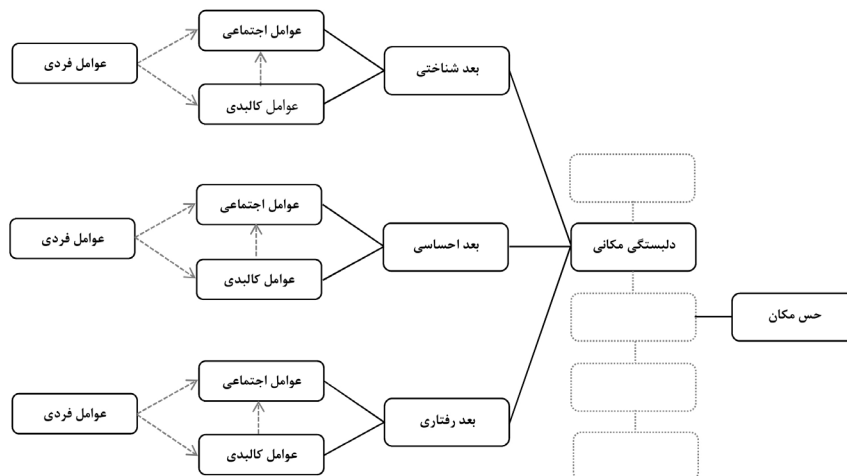 عوامل اجتماعی
عوامل فردی
بعد شناختی
عوامل کالبدی
عوامل اجتماعی
عوامل فردی
بعد احساسی
دلبستگی مکانی
عوامل کالبدی
حس مکان
عوامل اجتماعی
عوامل فردی
بعد رفتاری
عوامل کالبدی